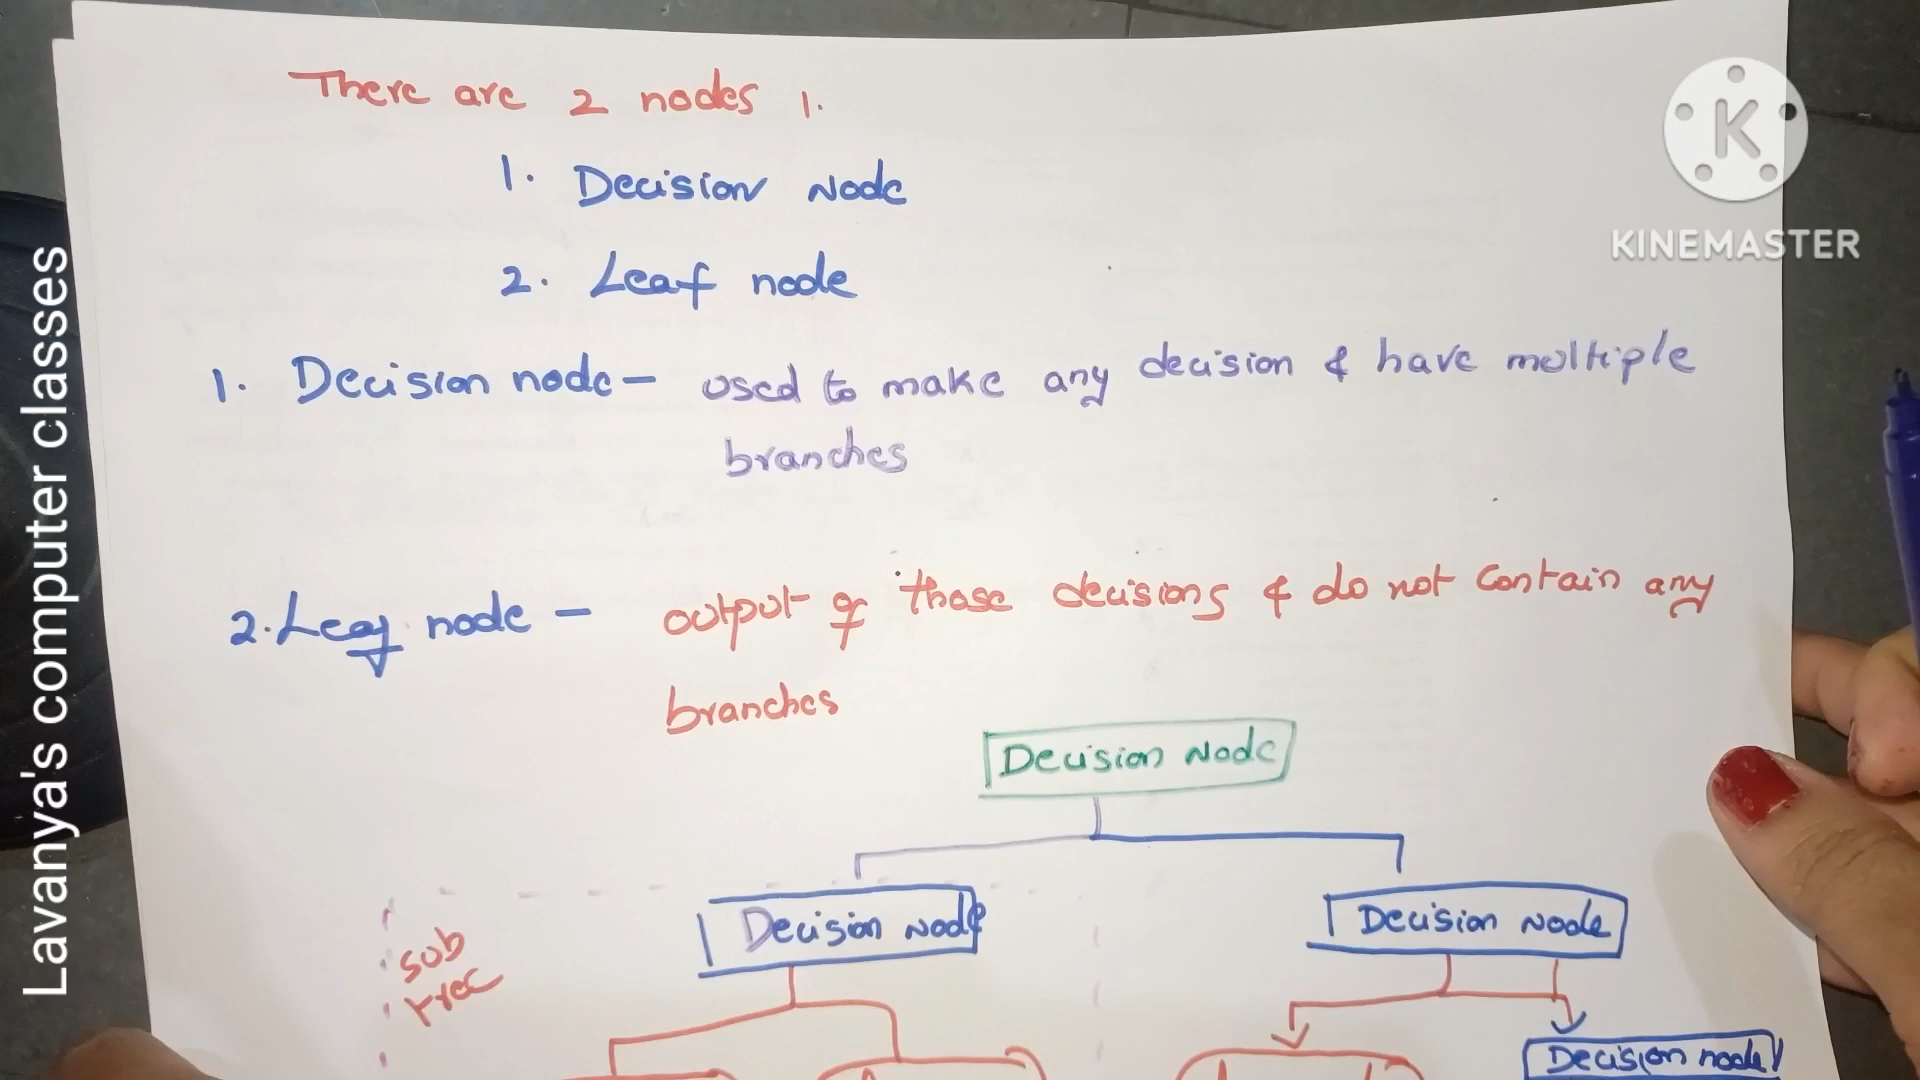 There are 2 nodes 1.
1. Decision Node
2. Leaf node
1. Decision node - used to make any decision & have multiple
branches
2. Leaf node - output of those decisions & do not contain any
branches
Decision Node
Decision Node
Decision Node
sub
tree
Decision node
Lavanya's computer classes
K
KINEMASTER